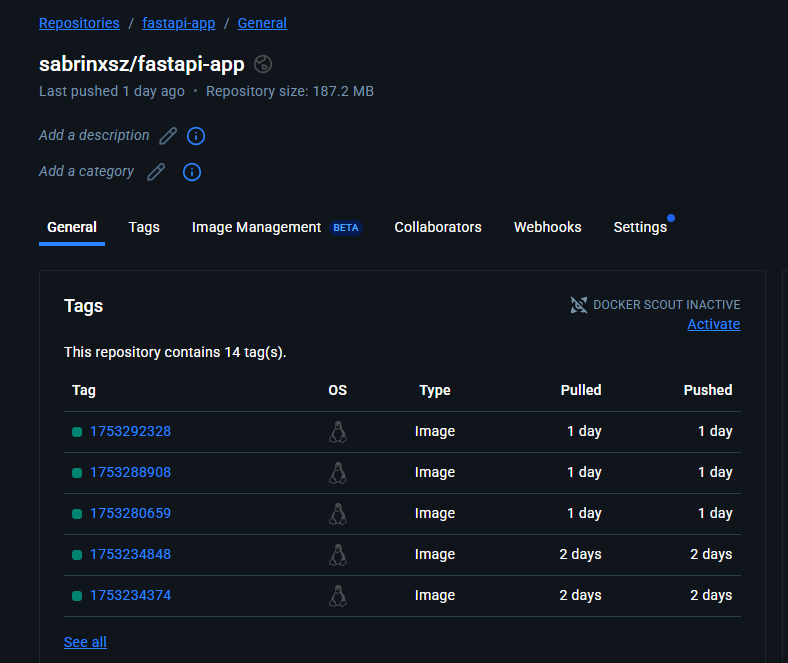 Repositories / fastapi-app / General
sabrinxsz/fastapi-app
Last pushed 1 day ago • Repository size: 187.2 MB
Add a description
Add a category
General Tags Image Management BETA Collaborators Webhooks Settings
Tags
DOCKER SCOUT INACTIVE
Activate
This repository contains 14 tag(s).
Tag OS Type Pulled Pushed
1753292328 Image 1 day 1 day
1753288908 Image 1 day 1 day
1753280659 Image 1 day 1 day
1753234848 Image 2 days 2 days
1753234374 Image 2 days 2 days
See all